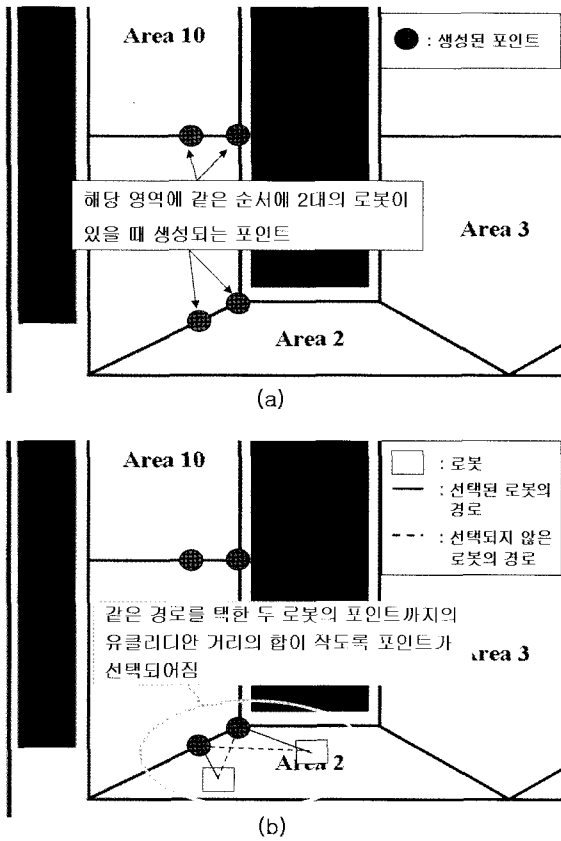 Area 10
: 생성된 포인트
해당 영역에 같은 순서에 2대의 로봇이
있을 때 생성되는 포인트
Area 3
Area 2
(a)
Area 10
: 로봇
: 선택된 로봇의
경로
: 선택되지 않은
로봇의 경로
같은 경로를 택한 두 로봇의 포인트까지의
유클리디안 거리의 합이 작도록 포인트가
선택되어짐
rea 3
Area 2
(b)